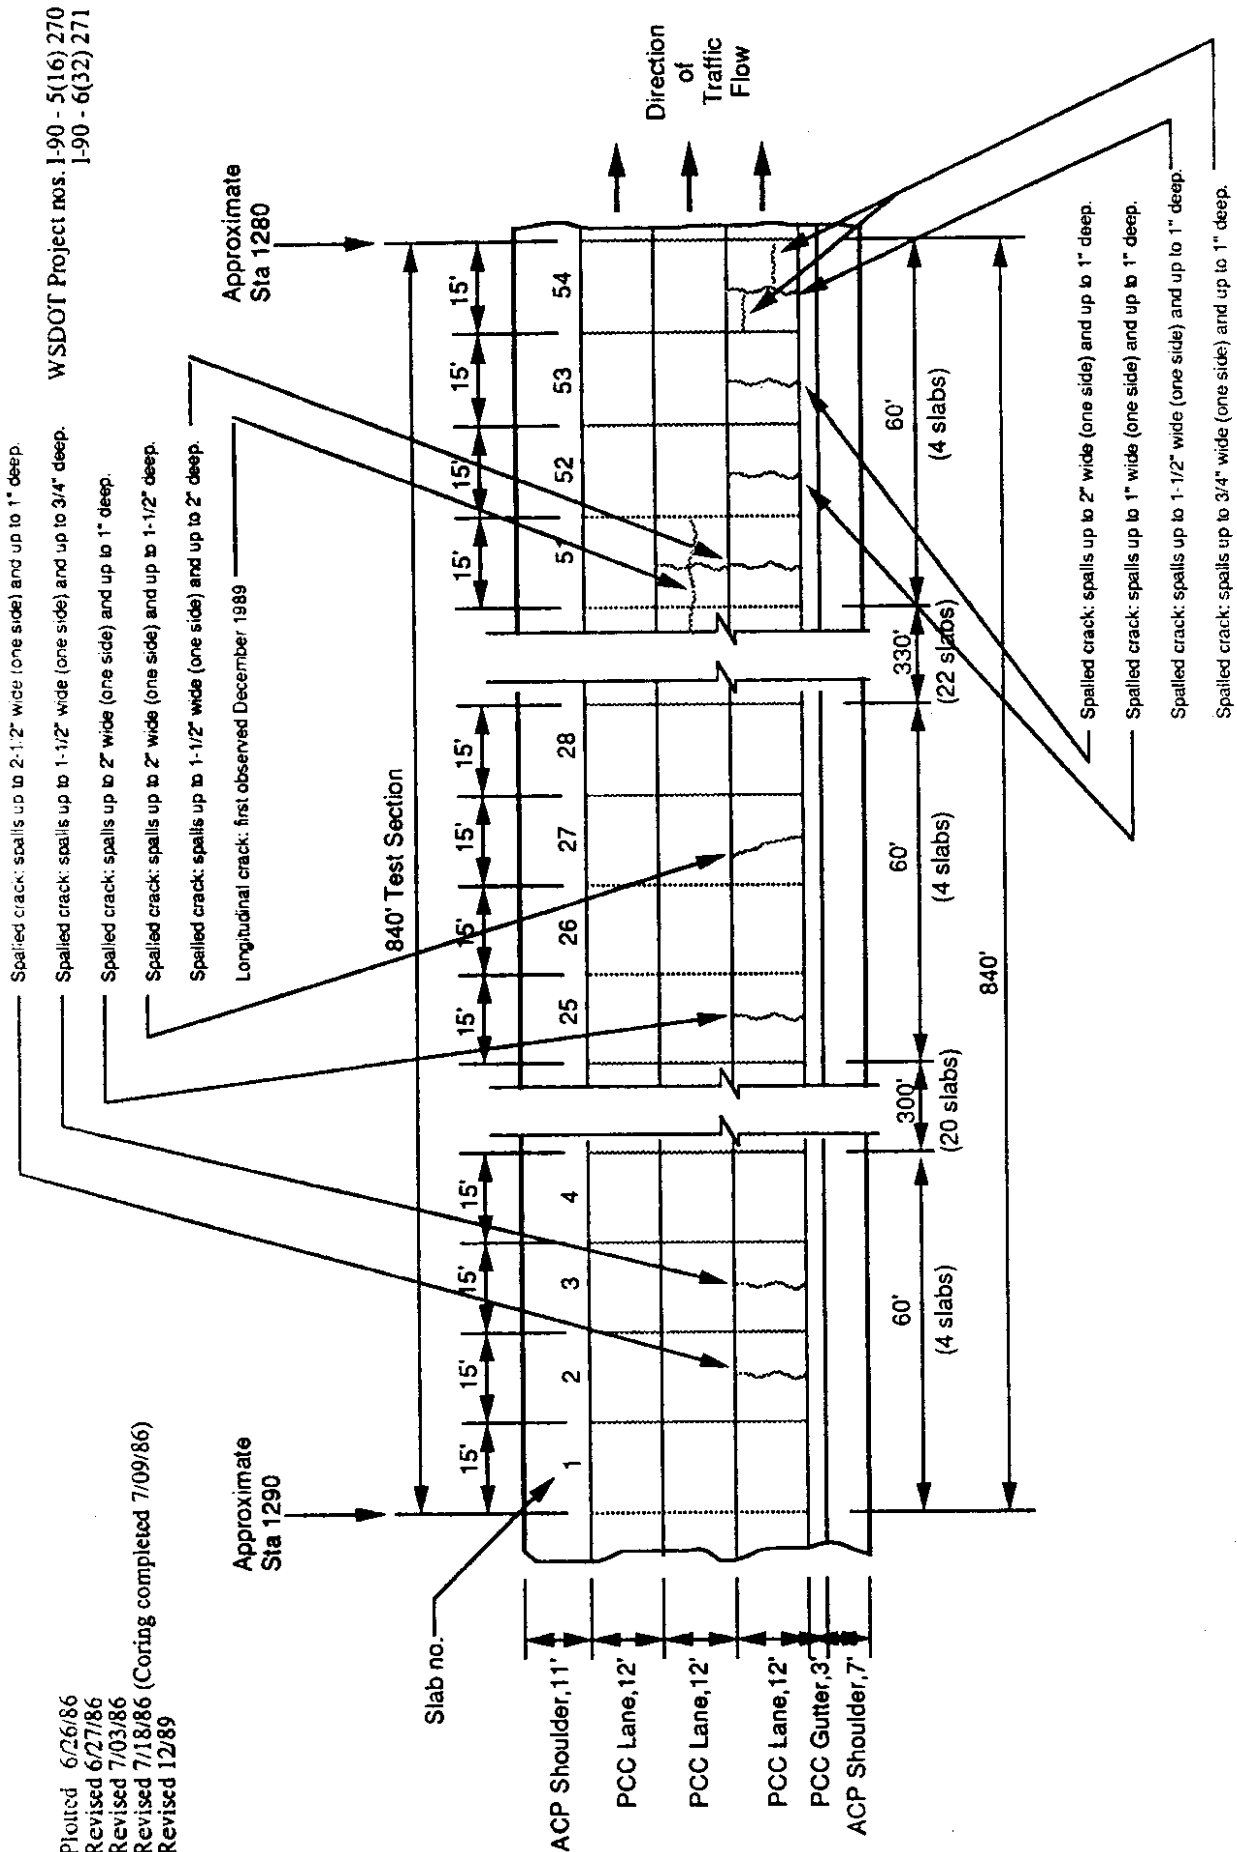 Plotted 6/26/86
Revised 6/27/86
Revised 7/03/86
Revised 7/18/86 (Coring completed 7/09/86)
Revised 12/89
WSDOT Project nos. I-90 - 5(16) 270
I-90 - 6(32) 271
Spalled crack: spalls up to 2-1/2" wide (one side) and up to 1" deep.
Spalled crack: spalls up to 1-1/2" wide (one side) and up to 3/4" deep.
Spalled crack: spalls up to 2" wide (one side) and up to 1" deep.
Spalled crack: spalls up to 2" wide (one side) and up to 1-1/2" deep.
Spalled crack: spalls up to 1-1/2" wide (one side) and up to 2" deep.
Longitudinal crack: first observed December 1989
Approximate
Sta 1290
Approximate
Sta 1280
840' Test Section
Slab no.
15'
15'
15'
15'
15'
15'
15'
15'
15'
15'
15'
15'
1
2
3
4
25
26
27
28
51
52
53
54
Direction
of
Traffic
Flow
ACP Shoulder,11'
PCC Lane,12'
PCC Lane,12'
PCC Lane,12'
PCC Gutter,3'
ACP Shoulder,7'
60'
(4 slabs)
300'
(20 slabs)
60'
(4 slabs)
330'
(22 slabs)
60'
(4 slabs)
840'
Spalled crack: spalls up to 2" wide (one side) and up to 1" deep.
Spalled crack: spalls up to 1" wide (one side) and up to 1" deep.
Spalled crack: spalls up to 1-1/2" wide (one side) and up to 1" deep.
Spalled crack: spalls up to 3/4" wide (one side) and up to 1" deep.